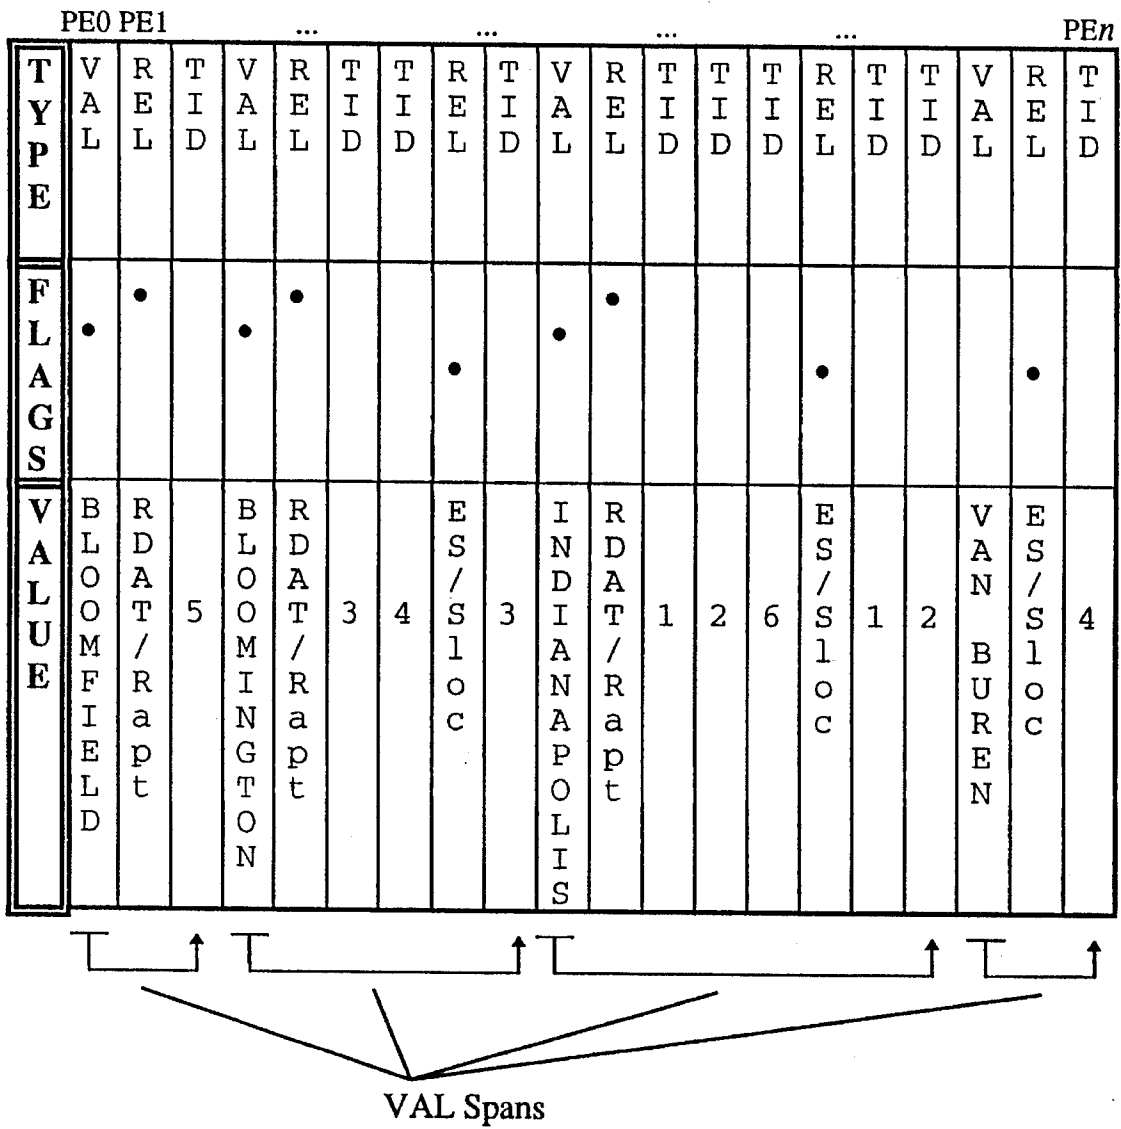 PE0 PE1 ... ... ... ... PEn
TYPE VAL REL TID VAL REL TID TID REL TID VAL REL TID TID TID REL TID TID VAL REL TID
FLAGS • • • • • • • • •
VALUE BLOOMFIELD RDAT/Rapt 5 BLOOMINGTON RDAT/Rapt 3 4 ES/Sloc 3 INDIANAPOLIS RDAT/Rapt 1 2 6 ES/Sloc 1 2 VAN BUREN ES/Sloc 4
VAL Spans